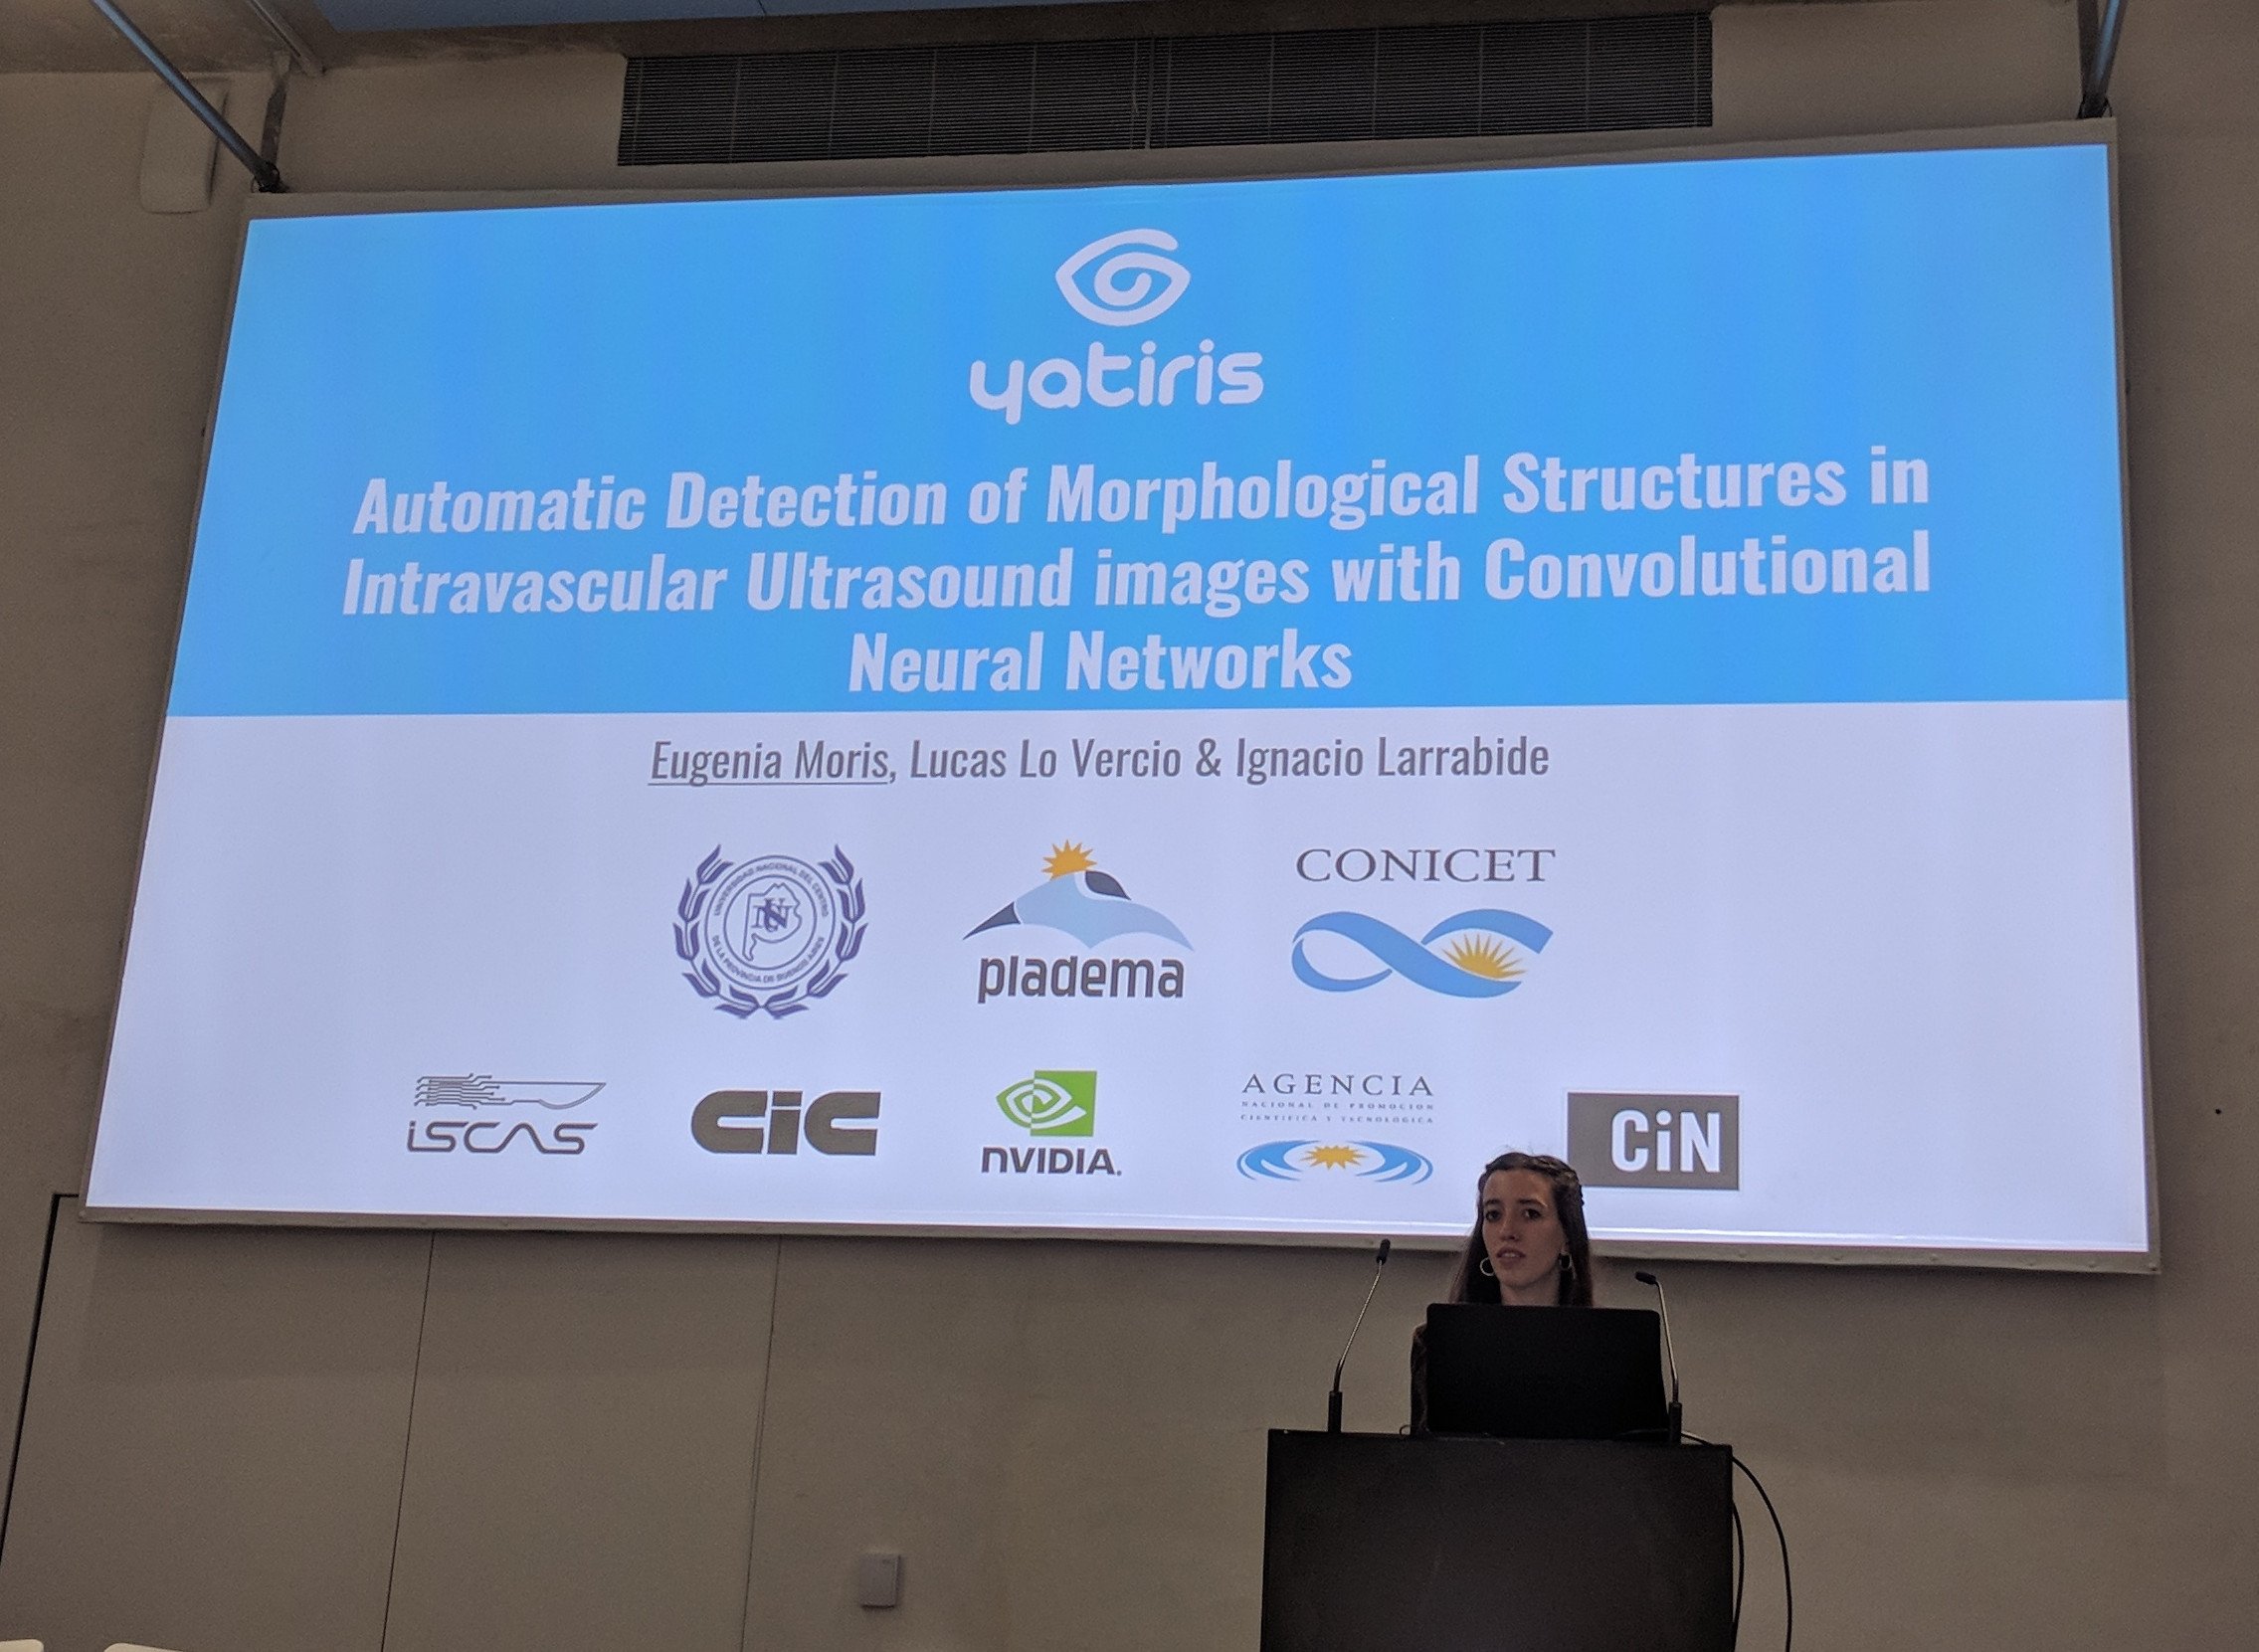 yatiris
Automatic Detection of Morphological Structures in
Intravascular Ultrasound images with Convolutional
Neural Networks
Eugenia Moris, Lucas Lo Vercio & Ignacio Larrabide
UNIVERSIDAD NACIONAL DEL CENTRO
DE LA PROVINCIA DE BUENOS AIRES
pladema
CONICET
iSCAS
CiC
NVIDIA.
AGENCIA
NACIONAL DE PROMOCION
CIENTIFICA Y TECNOLOGICA
CiN